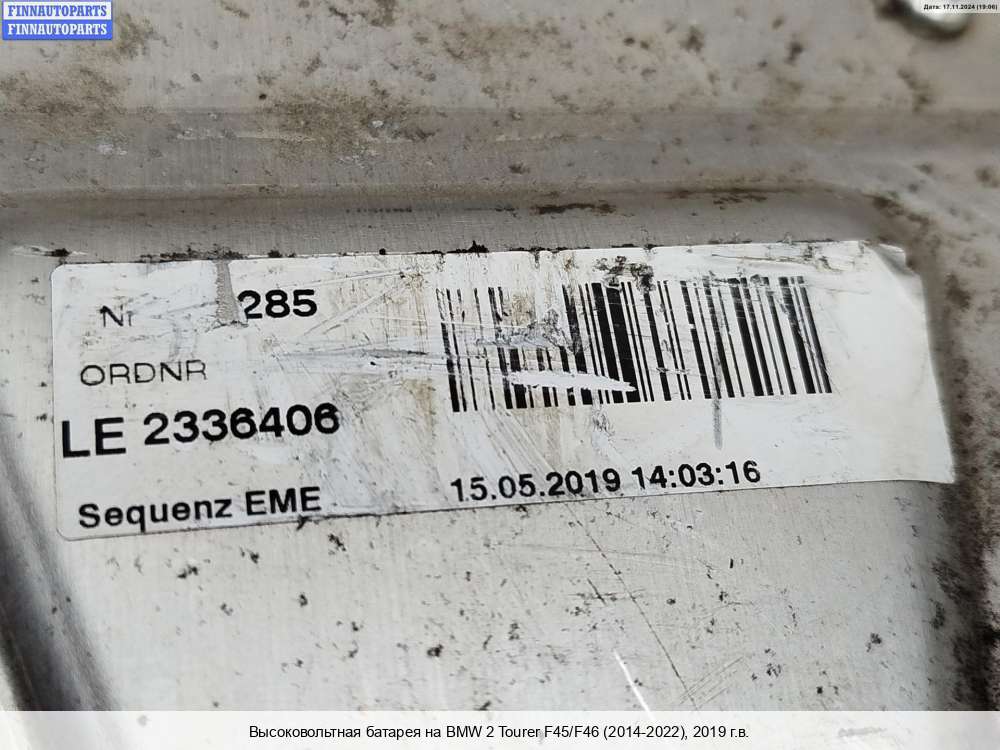 FINNAUTOPARTS
FINNAUTOPARTS
Дата: 17.11.2024 (19:06)
Nr 285
ORDNR
LE 2336406
Sequenz EME
15.05.2019 14:03:16
Высоковольтная батарея на BMW 2 Tourer F45/F46 (2014-2022), 2019 г.в.